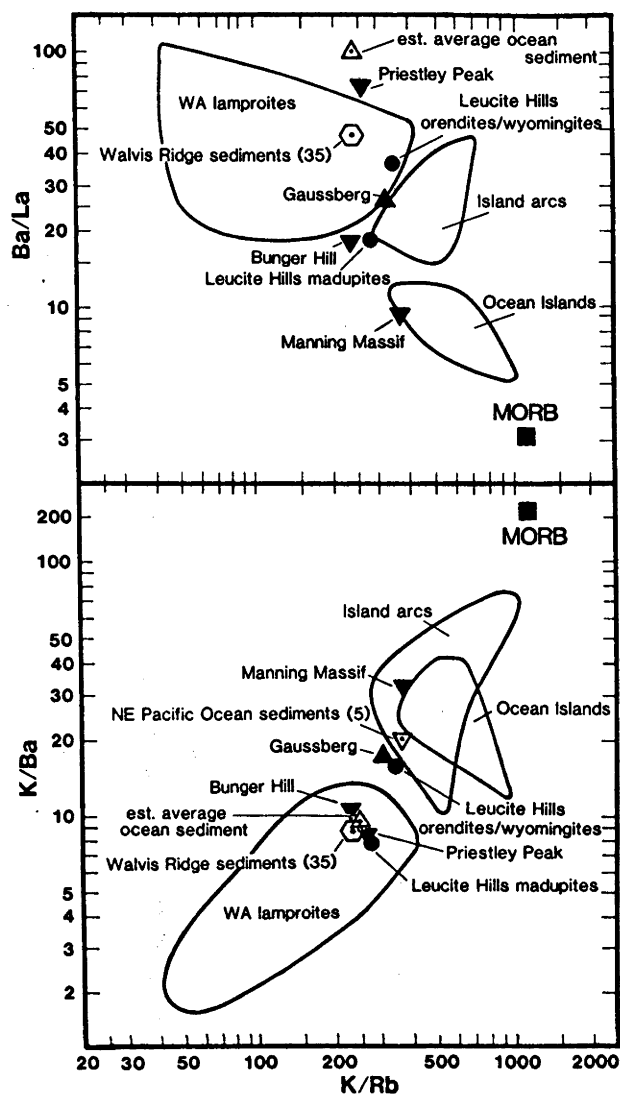 100
est. average ocean
sediment
Priestley Peak
Leucite Hills
orendites/wyomingites
WA lamproites
50
40
Walvis Ridge sediments (35)
30
Gaussberg
Island arcs
20
Ba/La
Bunger Hill
Leucite Hills madupites
10
Ocean Islands
Manning Massif
5
4
MORB
3
200
MORB
100
Island arcs
50
40
Manning Massif
30
NE Pacific Ocean sediments (5)
Ocean Islands
20
Gaussberg
K/Ba
Bunger Hill
Leucite Hills
orendites/wyomingites
10
est. average
ocean sediment
Priestley Peak
Walvis Ridge sediments (35)
Leucite Hills madupites
5
4
WA lamproites
3
2
20 30 50 100 200 500 1000 2000
K/Rb